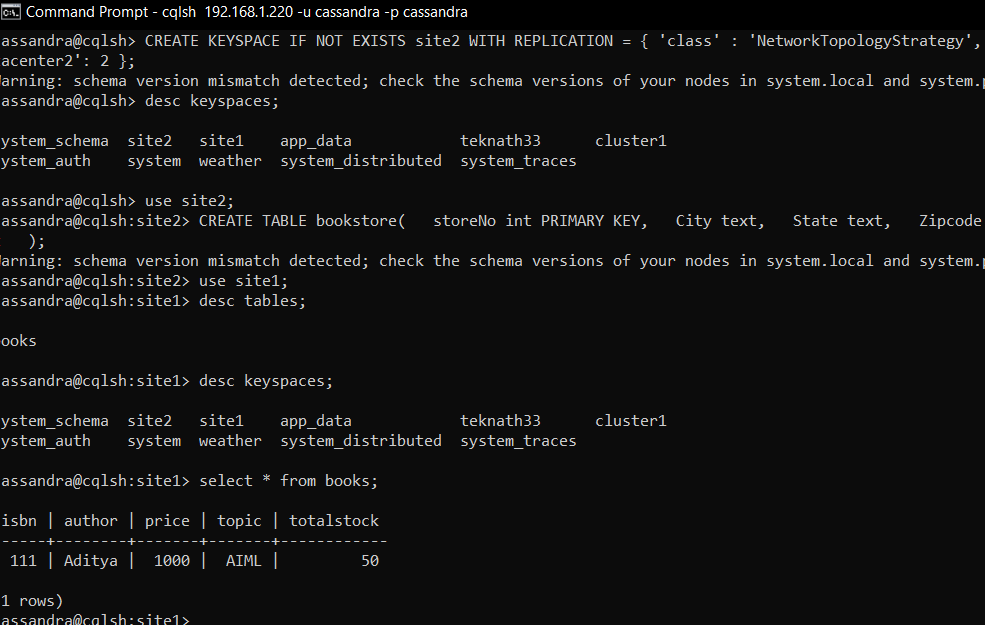 Command Prompt - cqlsh  192.168.1.220 -u cassandra -p cassandra
assandra@cqlsh> CREATE KEYSPACE IF NOT EXISTS site2 WITH REPLICATION = { 'class' : 'NetworkTopologyStrategy',
acenter2': 2 };
arning: schema version mismatch detected; check the schema versions of your nodes in system.local and system.p
assandra@cqlsh> desc keyspaces;
ystem_schema  site2   site1    app_data            teknath33      cluster1
ystem_auth    system  weather  system_distributed  system_traces
assandra@cqlsh> use site2;
assandra@cqlsh:site2> CREATE TABLE bookstore(   storeNo int PRIMARY KEY,   City text,   State text,   Zipcode
);
arning: schema version mismatch detected; check the schema versions of your nodes in system.local and system.p
assandra@cqlsh:site2> use site1;
assandra@cqlsh:site1> desc tables;
ooks
assandra@cqlsh:site1> desc keyspaces;
ystem_schema  site2   site1    app_data            teknath33      cluster1
ystem_auth    system  weather  system_distributed  system_traces
assandra@cqlsh:site1> select * from books;
isbn | author | price | topic | totalstock
-----+--------+-------+-------+------------
111 | Aditya |  1000 |  AIML |         50
1 rows)
assandra@cqlsh:site1>